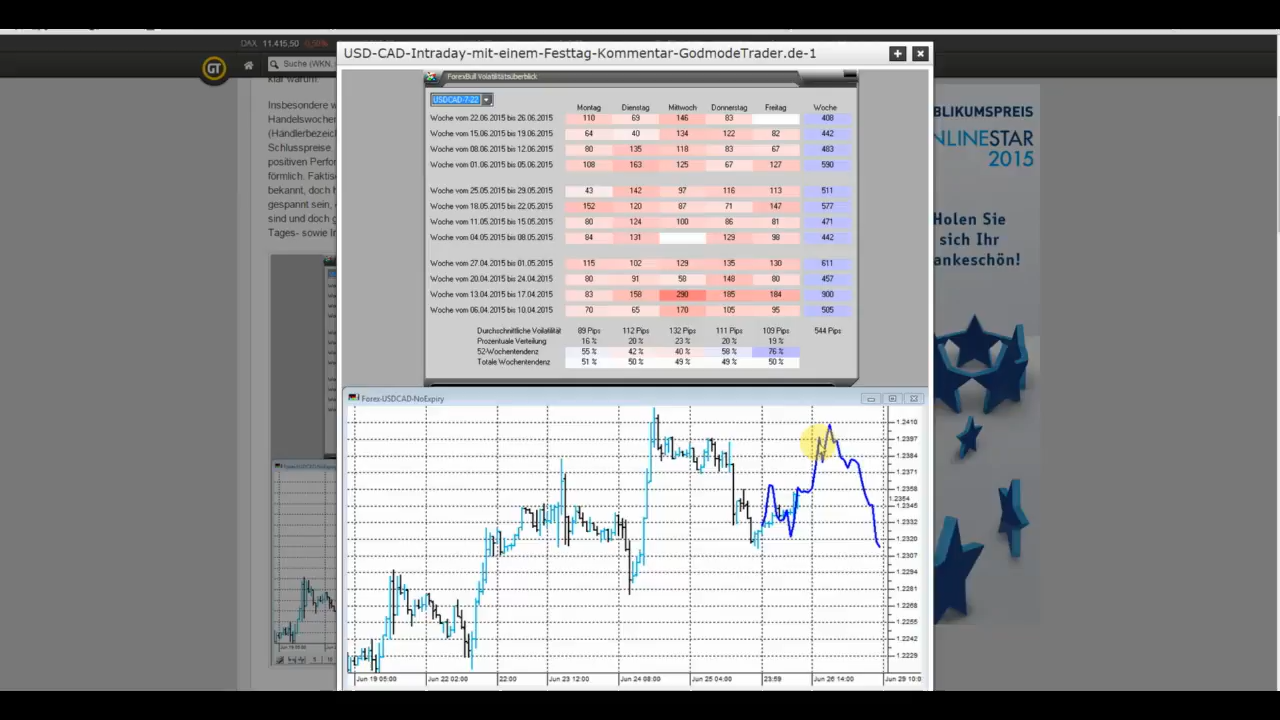 DAX 11.415,50 -0,00%
USD-CAD-Intraday-mit-einem-Festtag-Kommentar-GodmodeTrader.de-1
GT
Suche (WKN,
klar warum!
Insbesondere w
Handelswochen
(Händlerbezeic
Schlusspreise
positiven Perfor
förmlich. Faktis
bekannt, doch h
gespannt sein,
sind und doch g
Tages- sowie In
ForexBull Volatilitätsüberblick
USDCAD-7-22
Montag Dienstag Mittwoch Donnerstag Freitag Woche
Woche vom 22.06.2015 bis 26.06.2015 110 69 146 83 408
Woche vom 15.06.2015 bis 19.06.2015 64 40 134 122 82 442
Woche vom 08.06.2015 bis 12.06.2015 80 135 118 83 67 483
Woche vom 01.06.2015 bis 05.06.2015 108 163 125 67 127 590
Woche vom 25.05.2015 bis 29.05.2015 43 142 97 116 113 511
Woche vom 18.05.2015 bis 22.05.2015 152 120 87 71 147 577
Woche vom 11.05.2015 bis 15.05.2015 80 124 100 86 81 471
Woche vom 04.05.2015 bis 08.05.2015 84 131 129 98 442
Woche vom 27.04.2015 bis 01.05.2015 115 102 129 135 130 611
Woche vom 20.04.2015 bis 24.04.2015 80 91 58 148 80 457
Woche vom 13.04.2015 bis 17.04.2015 83 158 290 185 184 900
Woche vom 06.04.2015 bis 10.04.2015 70 65 170 105 95 505
Durchschnittliche Volatilität 89 Pips 112 Pips 132 Pips 111 Pips 109 Pips 544 Pips
Prozentuale Verteilung 16 % 20 % 23 % 20 % 19 %
52-Wochentendenz 55 % 42 % 40 % 58 % 76 %
Totale Wochentendenz 51 % 50 % 49 % 49 % 50 %
BLIKUMSPREIS
NLINESTAR
2015
Holen Sie
sich Ihr
ankeschön!
Forex-USDCAD-NoExpiry
1.2410
1.2397
1.2384
1.2371
1.2358
1.2354
1.2345
1.2332
1.2320
1.2307
1.2294
1.2281
1.2268
1.2255
1.2242
1.2229
Jun 19 05:00 Jun 22 02:00 22:00 Jun 23 12:00 Jun 24 08:00 Jun 25 04:00 23:59 Jun 26 14:00 Jun 29 10:0